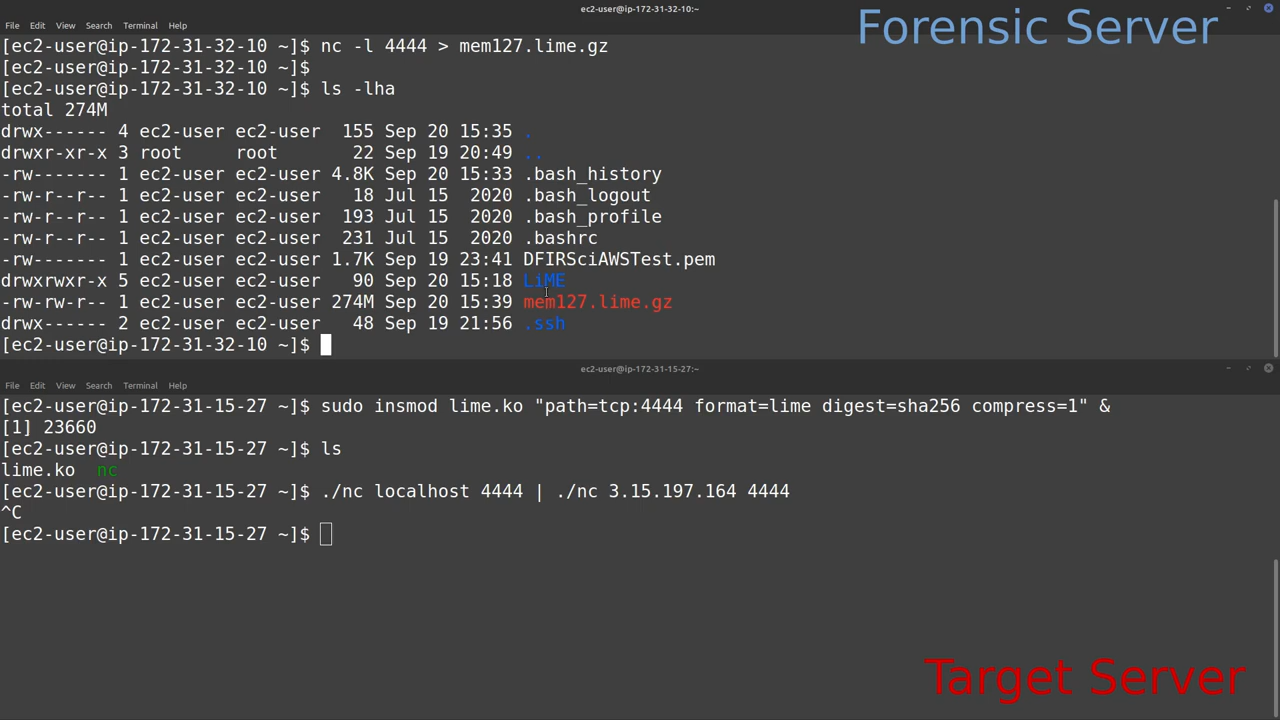 ec2-user@ip-172-31-32-10:~
Forensic Server
File Edit View Search Terminal Help
[ec2-user@ip-172-31-32-10 ~]$ nc -l 4444 > mem127.lime.gz
[ec2-user@ip-172-31-32-10 ~]$
[ec2-user@ip-172-31-32-10 ~]$ ls -lha
total 274M
drwx------ 4 ec2-user ec2-user  155 Sep 20 15:35 .
drwxr-xr-x 3 root     root       22 Sep 19 20:49 ..
-rw------- 1 ec2-user ec2-user 4.8K Sep 20 15:33 .bash_history
-rw-r--r-- 1 ec2-user ec2-user   18 Jul 15  2020 .bash_logout
-rw-r--r-- 1 ec2-user ec2-user  193 Jul 15  2020 .bash_profile
-rw-r--r-- 1 ec2-user ec2-user  231 Jul 15  2020 .bashrc
-rw------- 1 ec2-user ec2-user 1.7K Sep 19 23:41 DFIRSciAWSTest.pem
drwxrwxr-x 5 ec2-user ec2-user   90 Sep 20 15:18 LiME
-rw-rw-r-- 1 ec2-user ec2-user 274M Sep 20 15:39 mem127.lime.gz
drwx------ 2 ec2-user ec2-user   48 Sep 19 21:56 .ssh
[ec2-user@ip-172-31-32-10 ~]$
ec2-user@ip-172-31-15-27:~
File Edit View Search Terminal Help
[ec2-user@ip-172-31-15-27 ~]$ sudo insmod lime.ko "path=tcp:4444 format=lime digest=sha256 compress=1" &
[1] 23660
[ec2-user@ip-172-31-15-27 ~]$ ls
lime.ko  nc
[ec2-user@ip-172-31-15-27 ~]$ ./nc localhost 4444 | ./nc 3.15.197.164 4444
^C
[ec2-user@ip-172-31-15-27 ~]$
Target Server